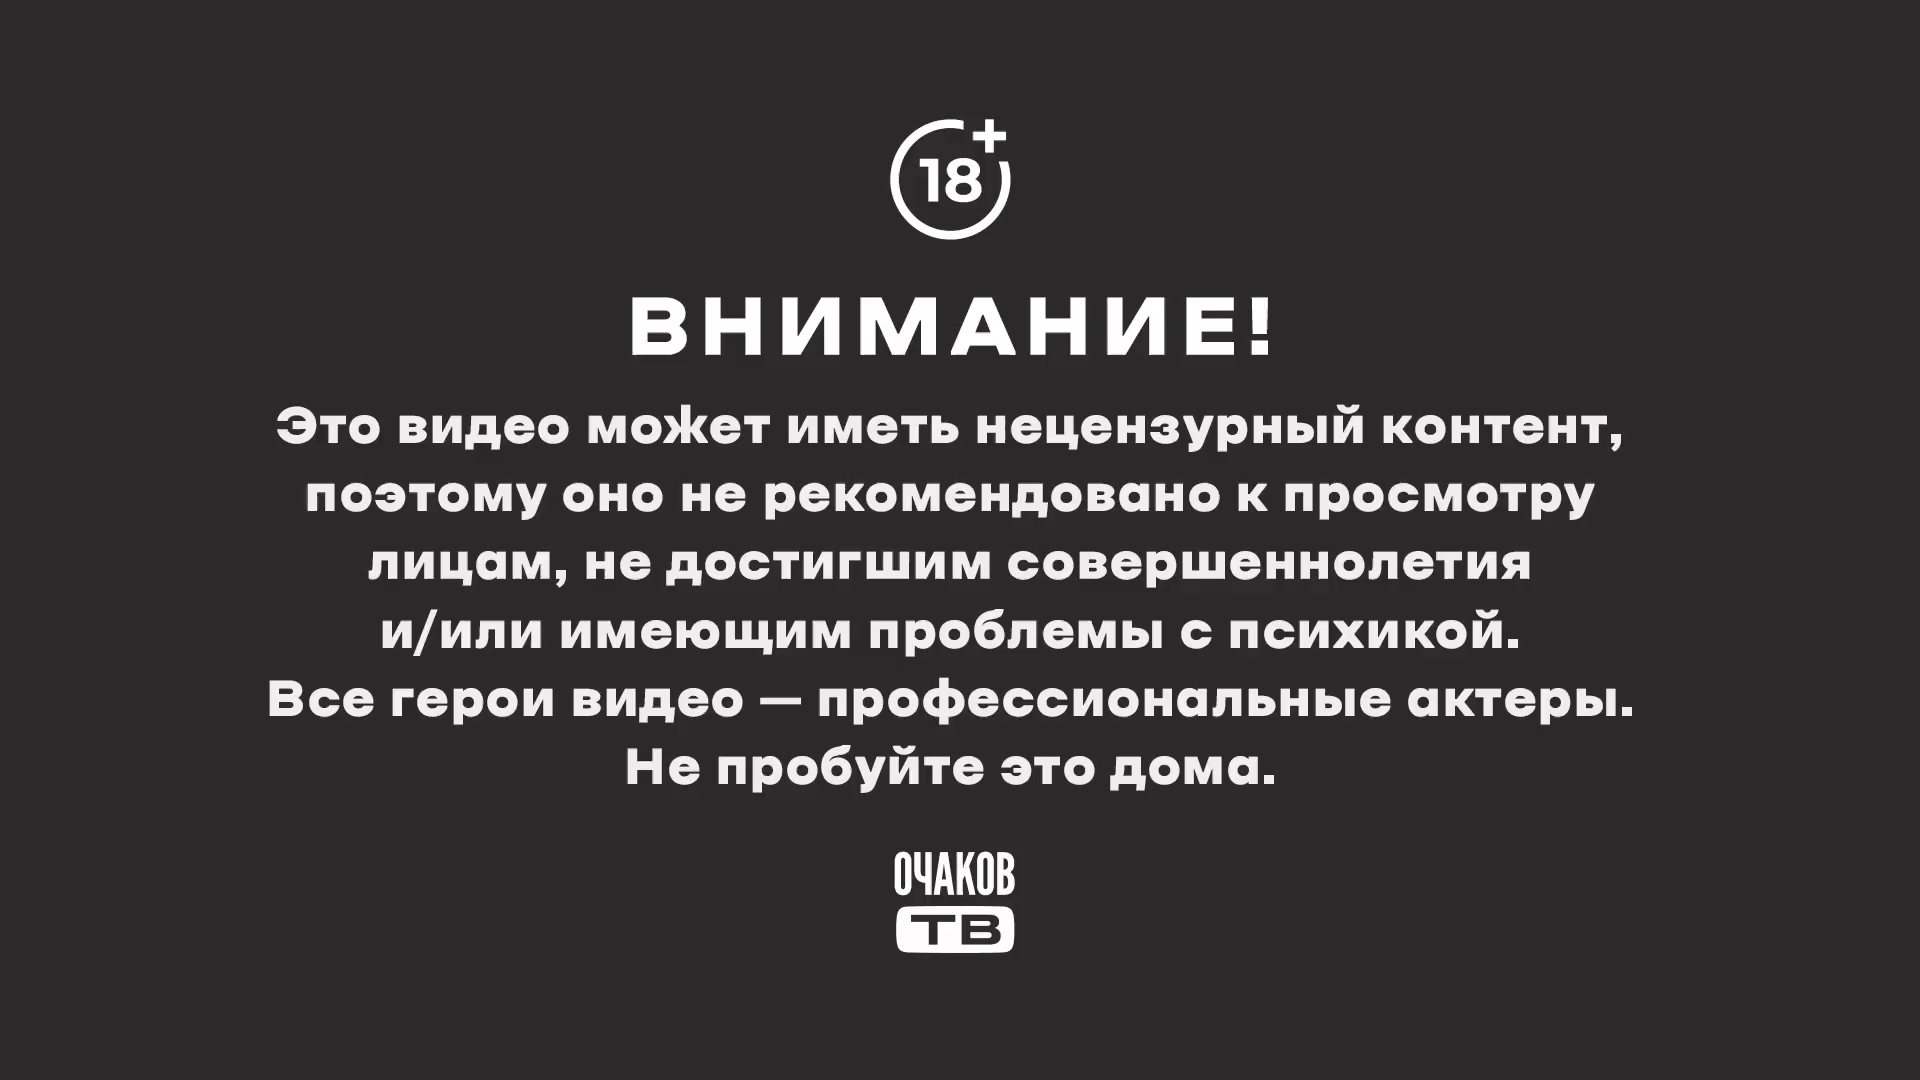 18+
ВНИМАНИЕ!
Это видео может иметь нецензурный контент,
поэтому оно не рекомендовано к просмотру
лицам, не достигшим совершеннолетия
и/или имеющим проблемы с психикой.
Все герои видео — профессиональные актеры.
Не пробуйте это дома.
ОЧАКОВ
ТВ